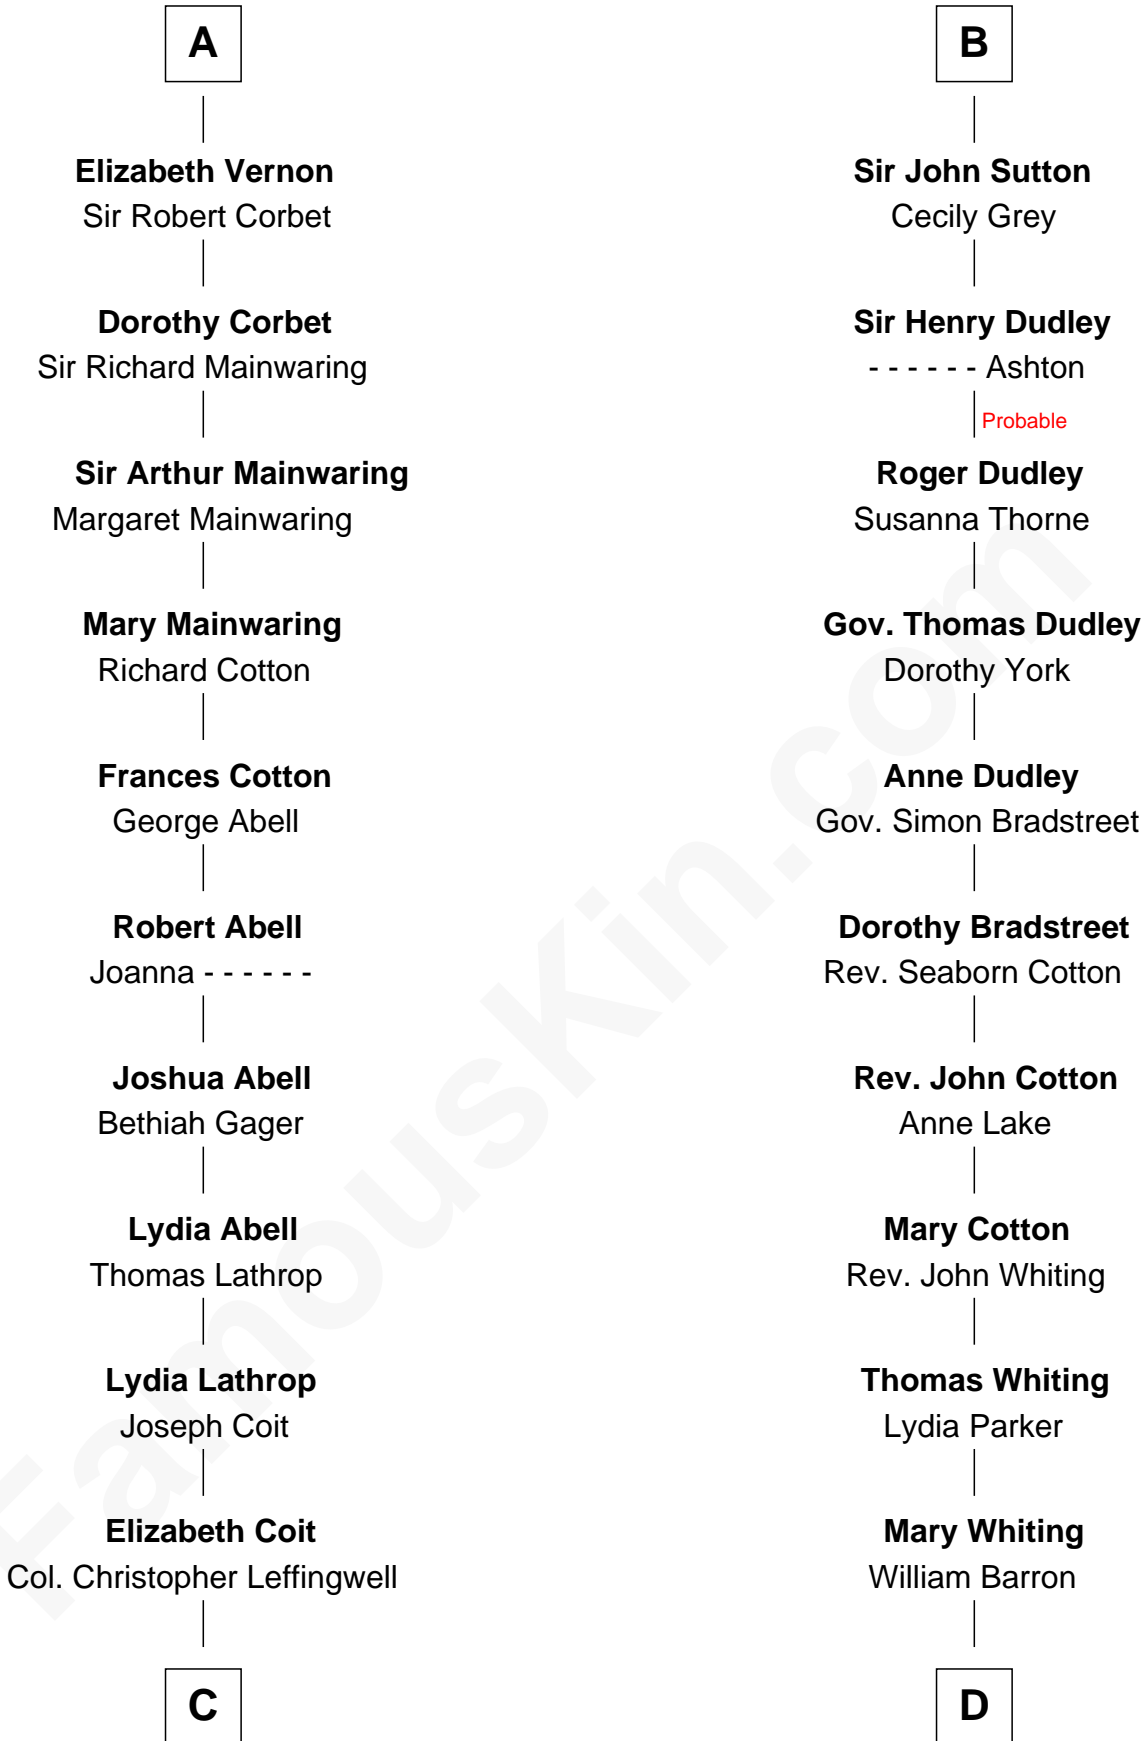 A
Elizabeth Vernon
Sir Robert Corbet
Dorothy Corbet
Sir Richard Mainwaring
Sir Arthur Mainwaring
Margaret Mainwaring
Mary Mainwaring
Richard Cotton
Frances Cotton
George Abell
Robert Abell
Joanna - - - - - -
Joshua Abell
Bethiah Gager
Lydia Abell
Thomas Lathrop
Lydia Lathrop
Joseph Coit
Elizabeth Coit
Col. Christopher Leffingwell
C
B
Sir John Sutton
Cecily Grey
Sir Henry Dudley
- - - - - - Ashton
Probable
Roger Dudley
Susanna Thorne
Gov. Thomas Dudley
Dorothy York
Anne Dudley
Gov. Simon Bradstreet
Dorothy Bradstreet
Rev. Seaborn Cotton
Rev. John Cotton
Anne Lake
Mary Cotton
Rev. John Whiting
Thomas Whiting
Lydia Parker
Mary Whiting
William Barron
D
FamousKin.com